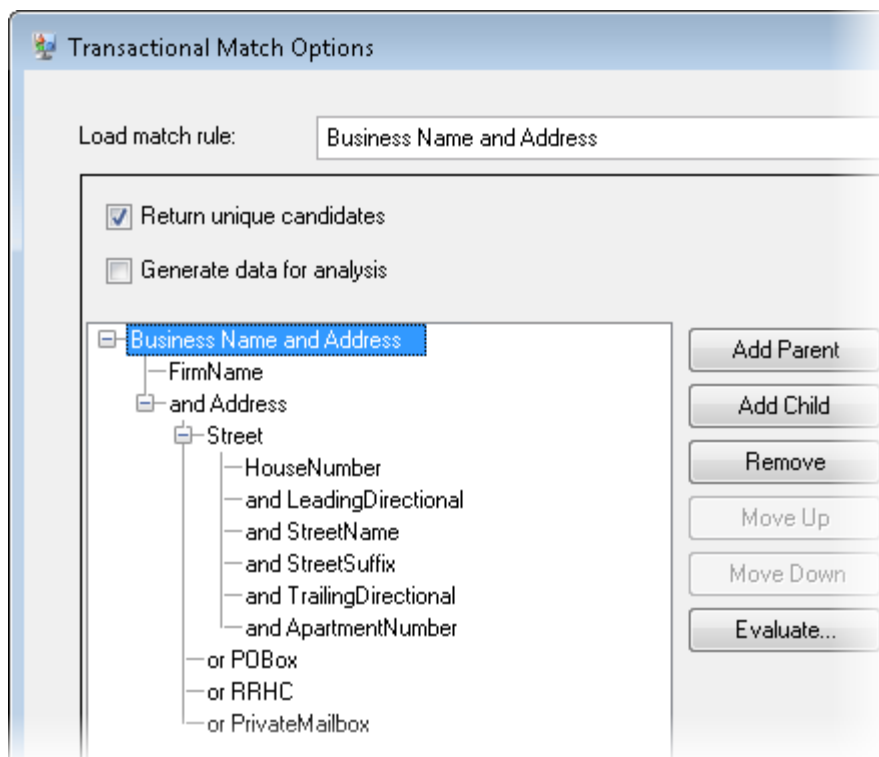 Transactional Match Options
Load match rule:
Business Name and Address
Return unique candidates
Generate data for analysis
Business Name and Address
FirmName
and Address
Street
HouseNumber
and LeadingDirectional
and StreetName
and StreetSuffix
and TrailingDirectional
and ApartmentNumber
or POBox
or RRHC
or PrivateMailbox
Add Parent
Add Child
Remove
Move Up
Move Down
Evaluate...